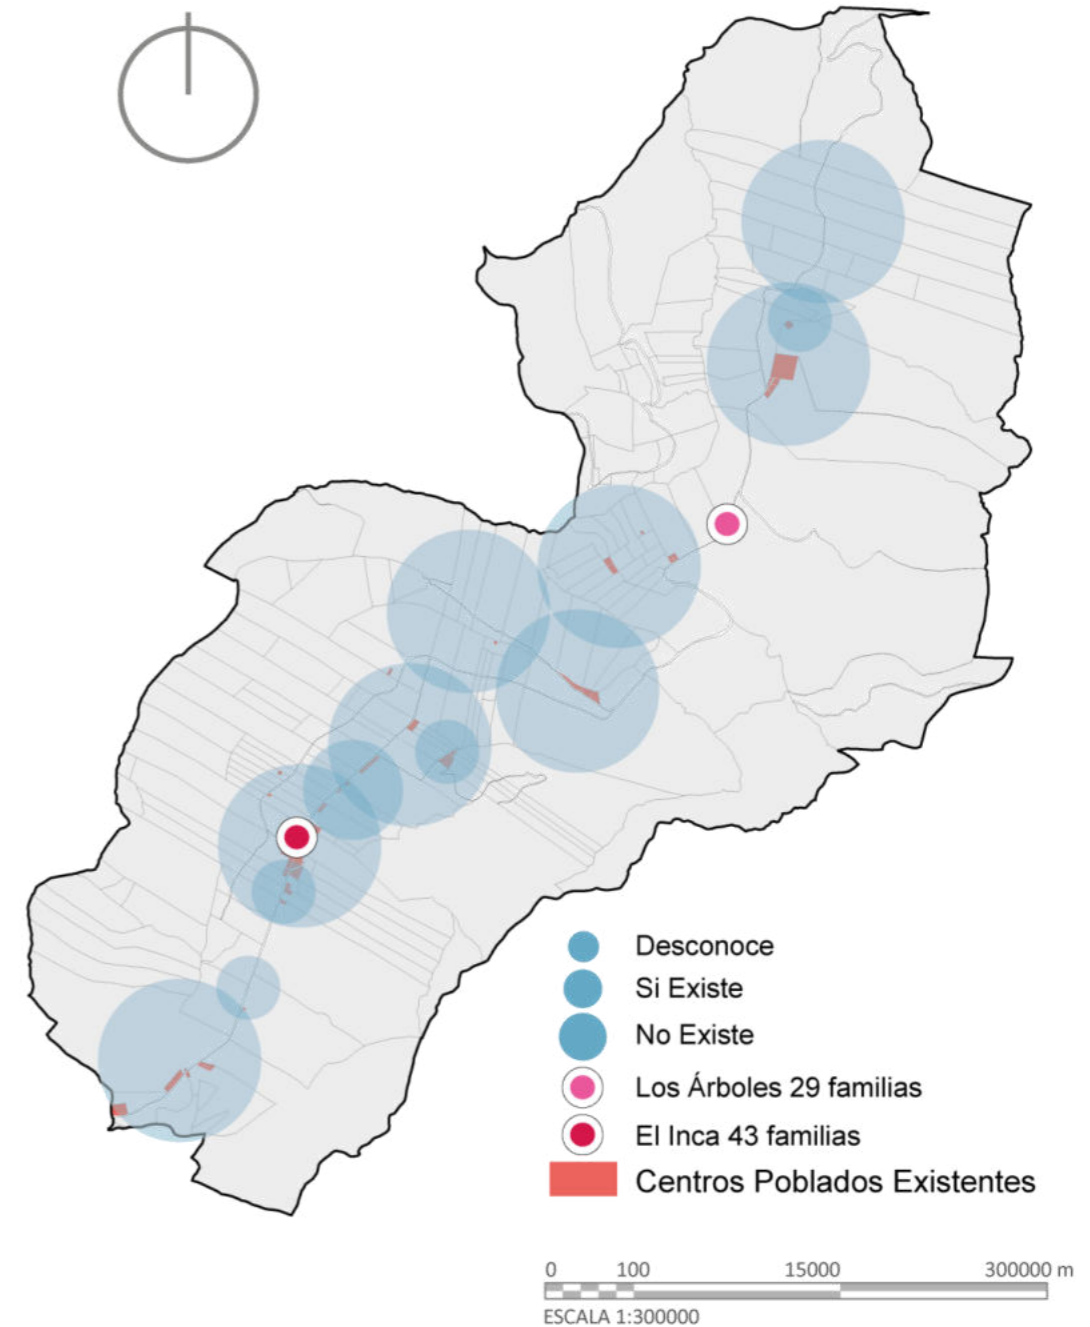 Desconoce
Si Existe
No Existe
Los Árboles 29 familias
El Inca 43 familias
Centros Poblados Existentes
0 100 15000 300000 m
ESCALA 1:300000